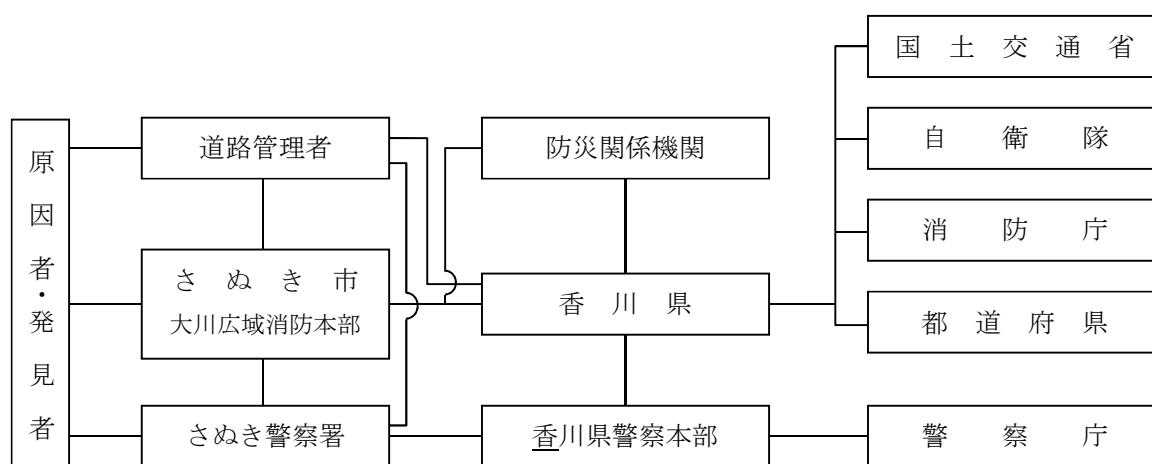 原因者・発見者
道路管理者
さぬき市
大川広域消防本部
さぬき警察署
防災関係機関
香川県
香川県警察本部
国土交通省
自衛隊
消防庁
都道府県
警察庁